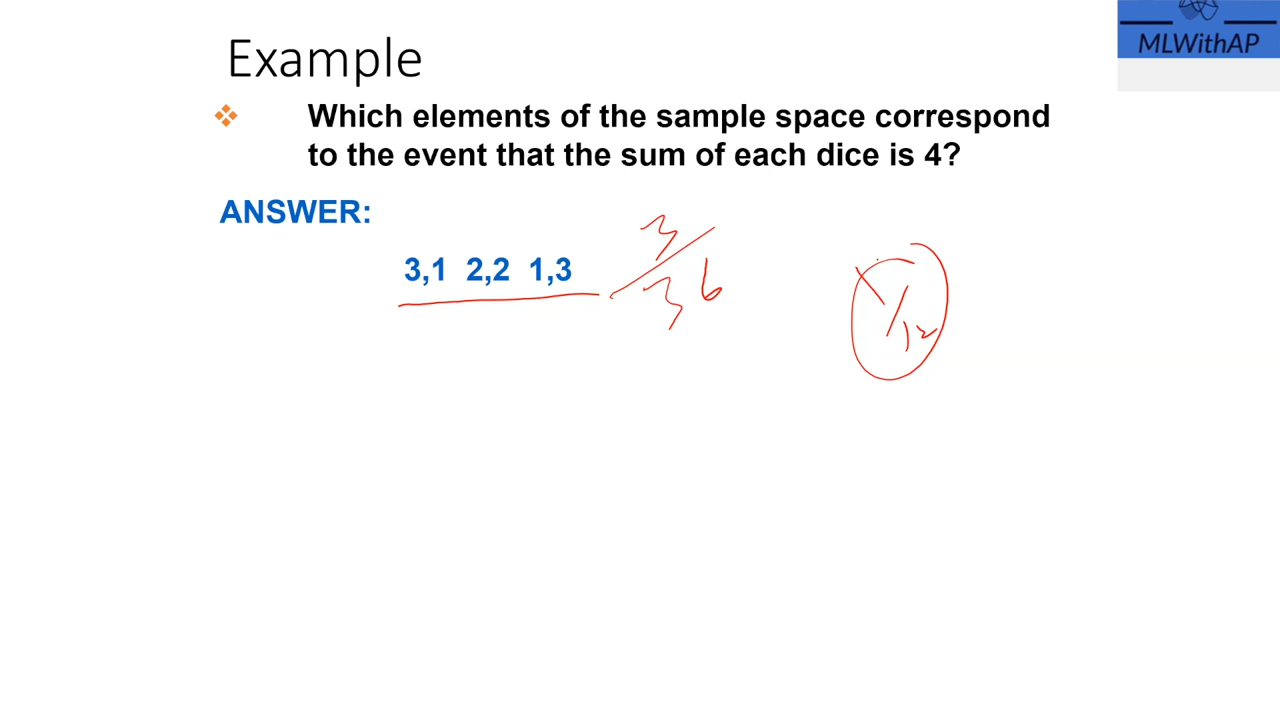 MLWithAP
Example
Which elements of the sample space correspond
to the event that the sum of each dice is 4?
ANSWER:
3,1 2,2 1,3
3/36
1/12